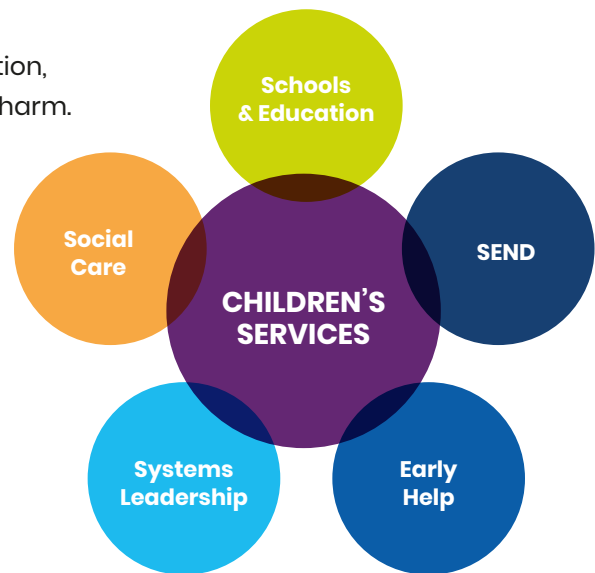 tion,
harm.
Schools
& Education
Social
Care
SEND
CHILDREN’S
SERVICES
Systems
Leadership
Early
Help